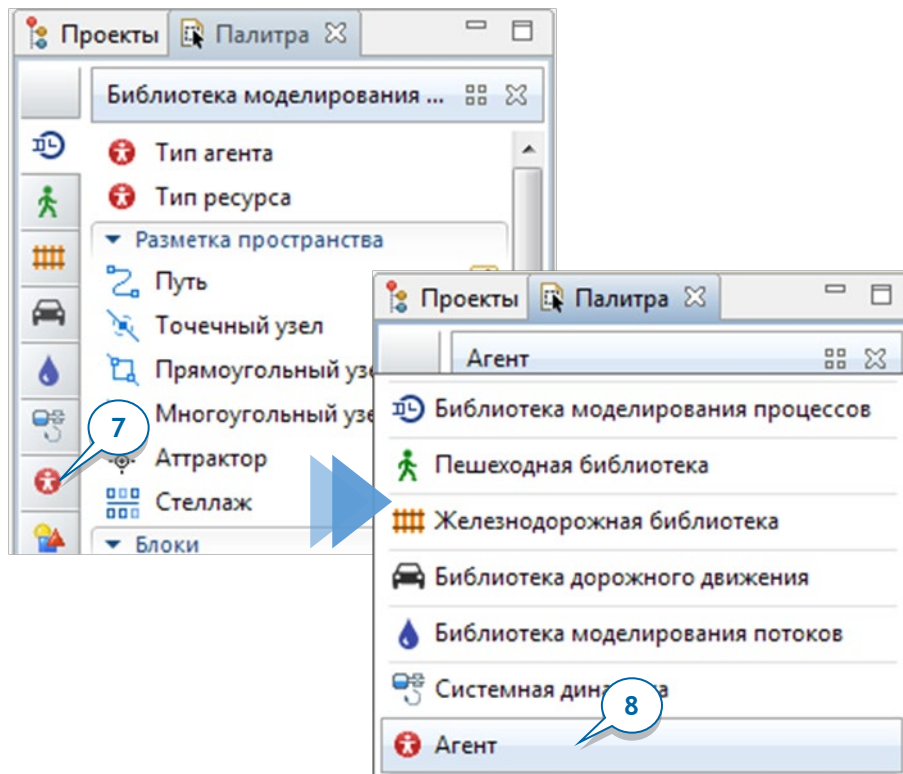 Проекты Палитра
Библиотека моделирования ...
Тип агента
Тип ресурса
Разметка пространства
Путь
Точечный узел
Прямоугольный узе
Многоугольный узе
7
Аттрактор
Стеллаж
Блоки
Проекты Палитра
Агент
Библиотека моделирования процессов
Пешеходная библиотека
Железнодорожная библиотека
Библиотека дорожного движения
Библиотека моделирования потоков
Системная дина
8
Агент